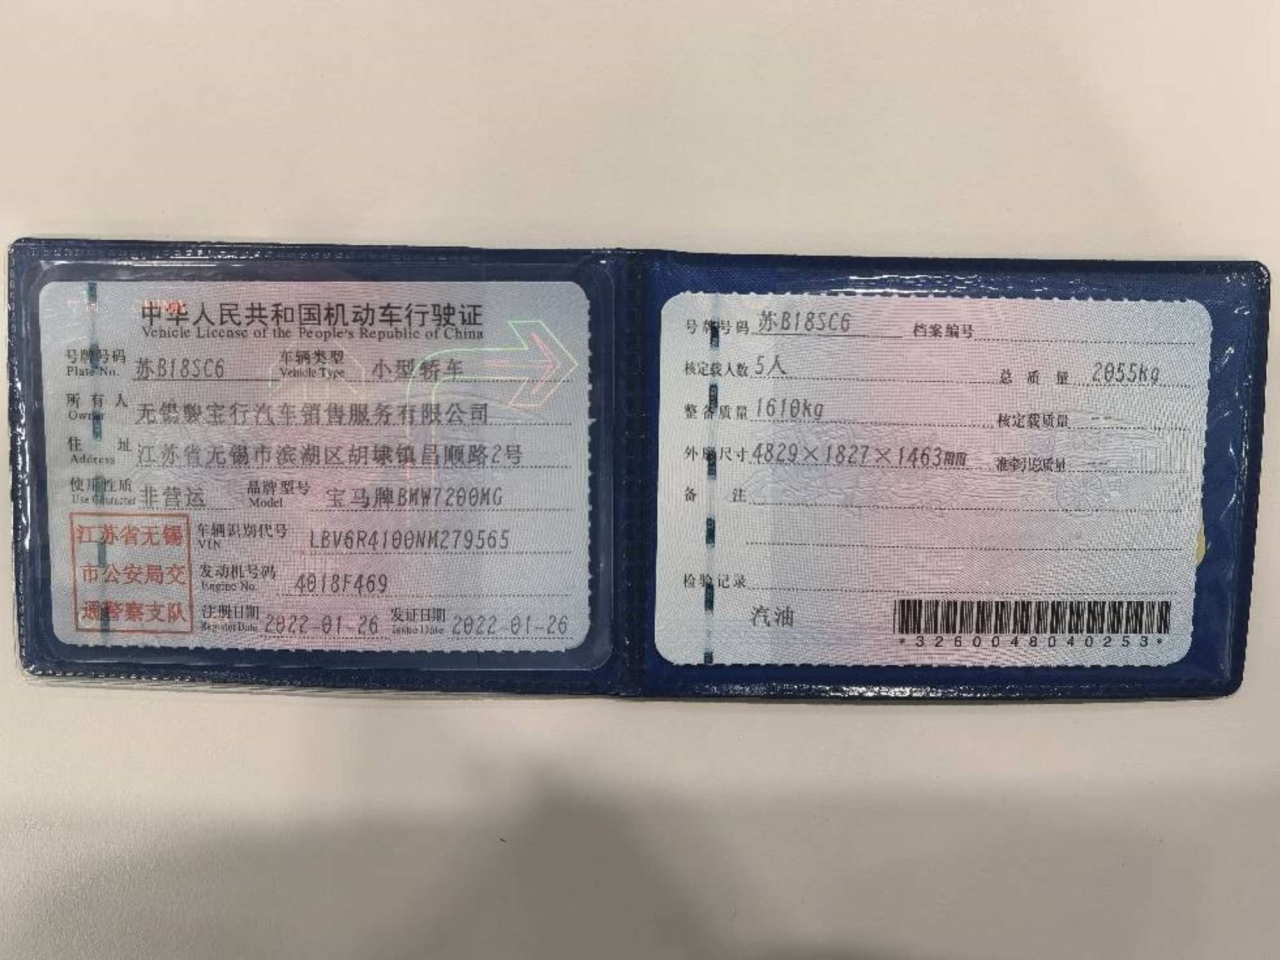 中华人民共和国机动车行驶证
Vehicle License of the People's Republic of China
号牌号码 Plate No. 苏B18SC6 车辆类型 Vehicle Type 小型轿车
所有人 Owner 无锡骏宝行汽车销售服务有限公司
住址 Address 江苏省无锡市滨湖区胡埭镇昌顺路2号
使用性质 Use Character 非营运 品牌型号 Model 宝马牌BMW7200MG
江苏省无锡
市公安局交
通警察支队
车辆识别代号 VIN LBV6R4100NM279565
发动机号码 Engine No. 4018F469
注册日期 Register Date 2022-01-26 发证日期 Issue Date 2022-01-26
号牌号码 苏B18SC6 档案编号
核定载人数 5人 总质量 2055kg
整备质量 1610kg 核定载质量 --
外廓尺寸 4829×1827×1463mm 准牵引总质量 --
备注
检验记录
汽油
*3260048040253*